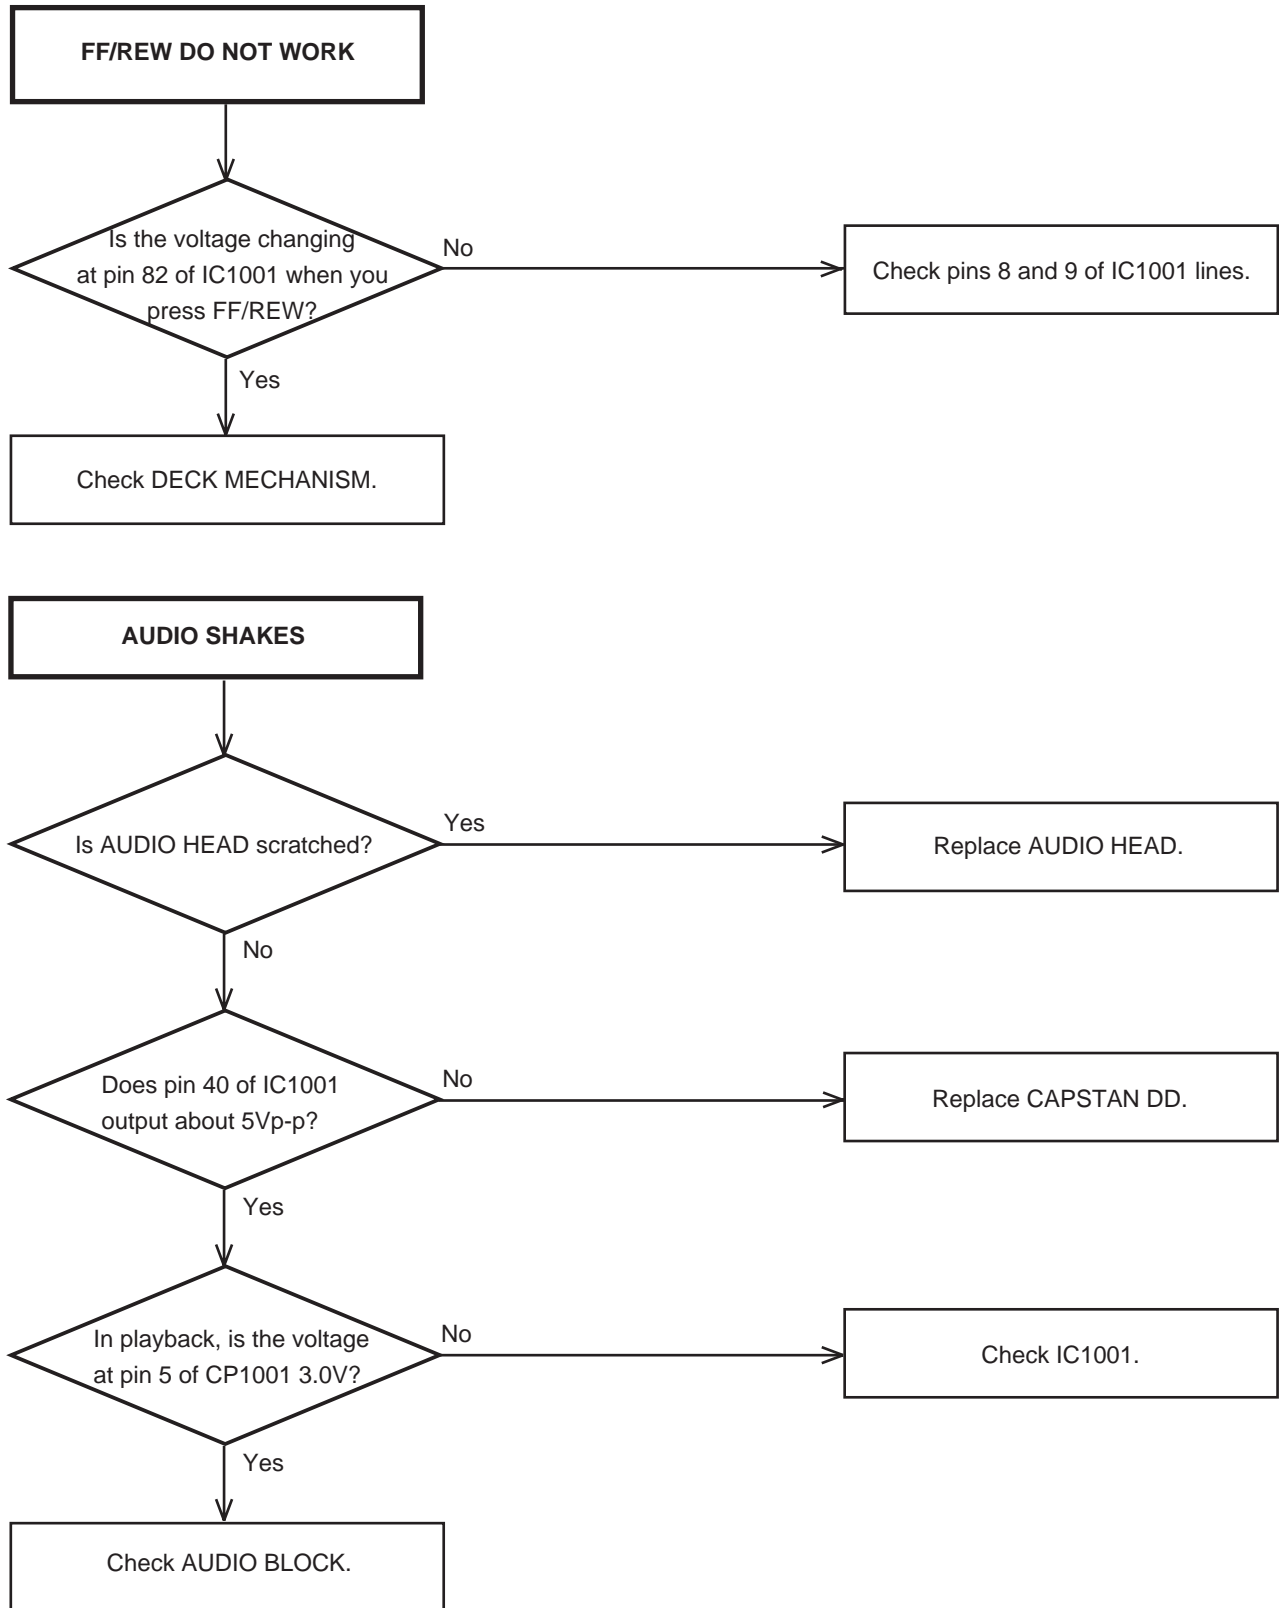 FF/REW DO NOT WORK
Is the voltage changing
at pin 82 of IC1001 when you
press FF/REW?
No
Check pins 8 and 9 of IC1001 lines.
Yes
Check DECK MECHANISM.
AUDIO SHAKES
Is AUDIO HEAD scratched?
Yes
Replace AUDIO HEAD.
No
Does pin 40 of IC1001
output about 5Vp-p?
No
Replace CAPSTAN DD.
Yes
In playback, is the voltage
at pin 5 of CP1001 3.0V?
No
Check IC1001.
Yes
Check AUDIO BLOCK.